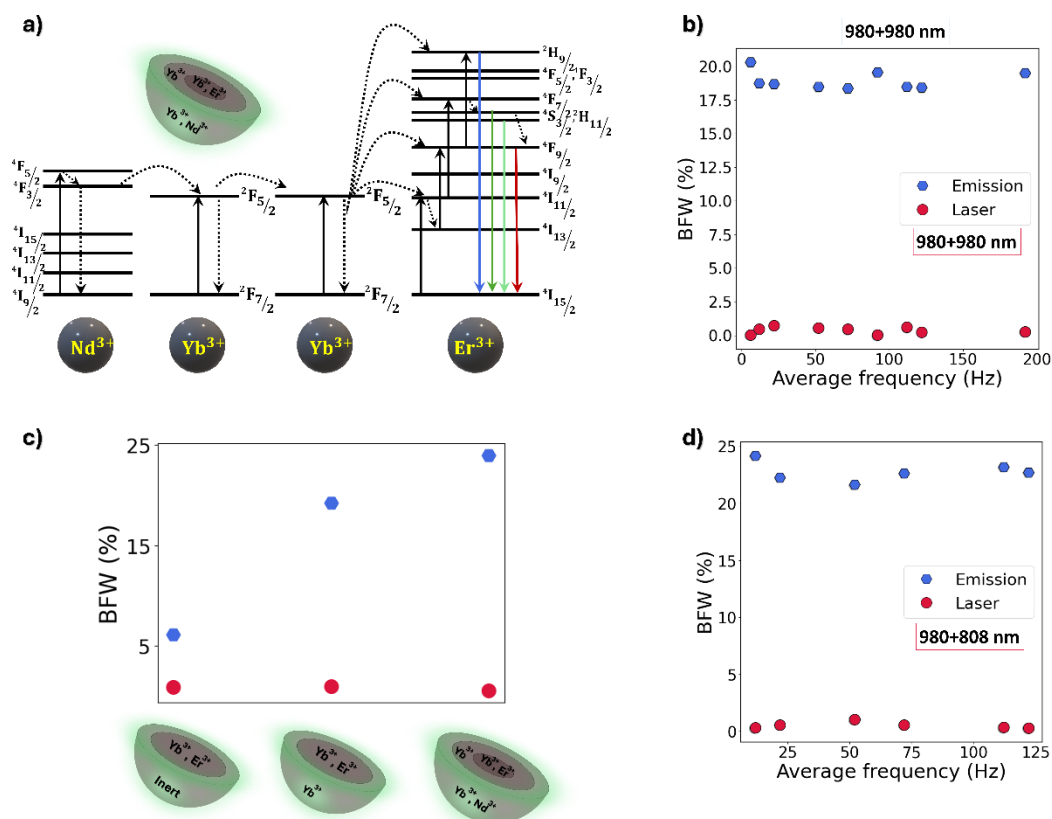 a)
²H₉/₂
⁴F₅/₂, ⁴F₃/₂
⁴F₇/₂
⁴S₃/₂, ²H₁₁/₂
⁴F₉/₂
⁴I₉/₂
⁴I₁₁/₂
⁴I₁₃/₂
⁴I₁₅/₂
Yb³⁺
Yb³⁺, Er³⁺
Yb³⁺, Nd³⁺
⁴F₅/₂
⁴F₃/₂
⁴I₁₅/₂
⁴I₁₃/₂
⁴I₁₁/₂
⁴I₉/₂
²F₅/₂
²F₅/₂
²F₇/₂
²F₇/₂
Nd³⁺
Yb³⁺
Yb³⁺
Er³⁺
b)
980+980 nm
20.0
17.5
15.0
12.5
10.0
7.5
5.0
2.5
0.0
BFW (%)
Emission
Laser
980+980 nm
0 50 100 150 200
Average frequency (Hz)
c)
25
15
5
BFW (%)
Yb³⁺, Er³⁺
Inert
Yb³⁺, Er³⁺
Yb³⁺
Yb³⁺
Yb³⁺, Er³⁺
Yb³⁺, Nd³⁺
d)
25
20
15
10
5
0
BFW (%)
Emission
Laser
980+808 nm
25 50 75 100 125
Average frequency (Hz)